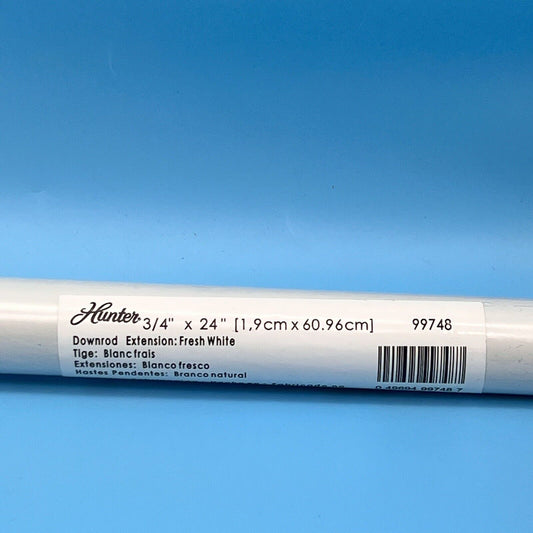 Hunter 3/4" x 24" [1,9cm x 60.96cm] 99748
Downrod Extension: Fresh White
Tige: Blanc frais
Extensiones: Blanco fresco
Hastes Pendentes: Branco natural